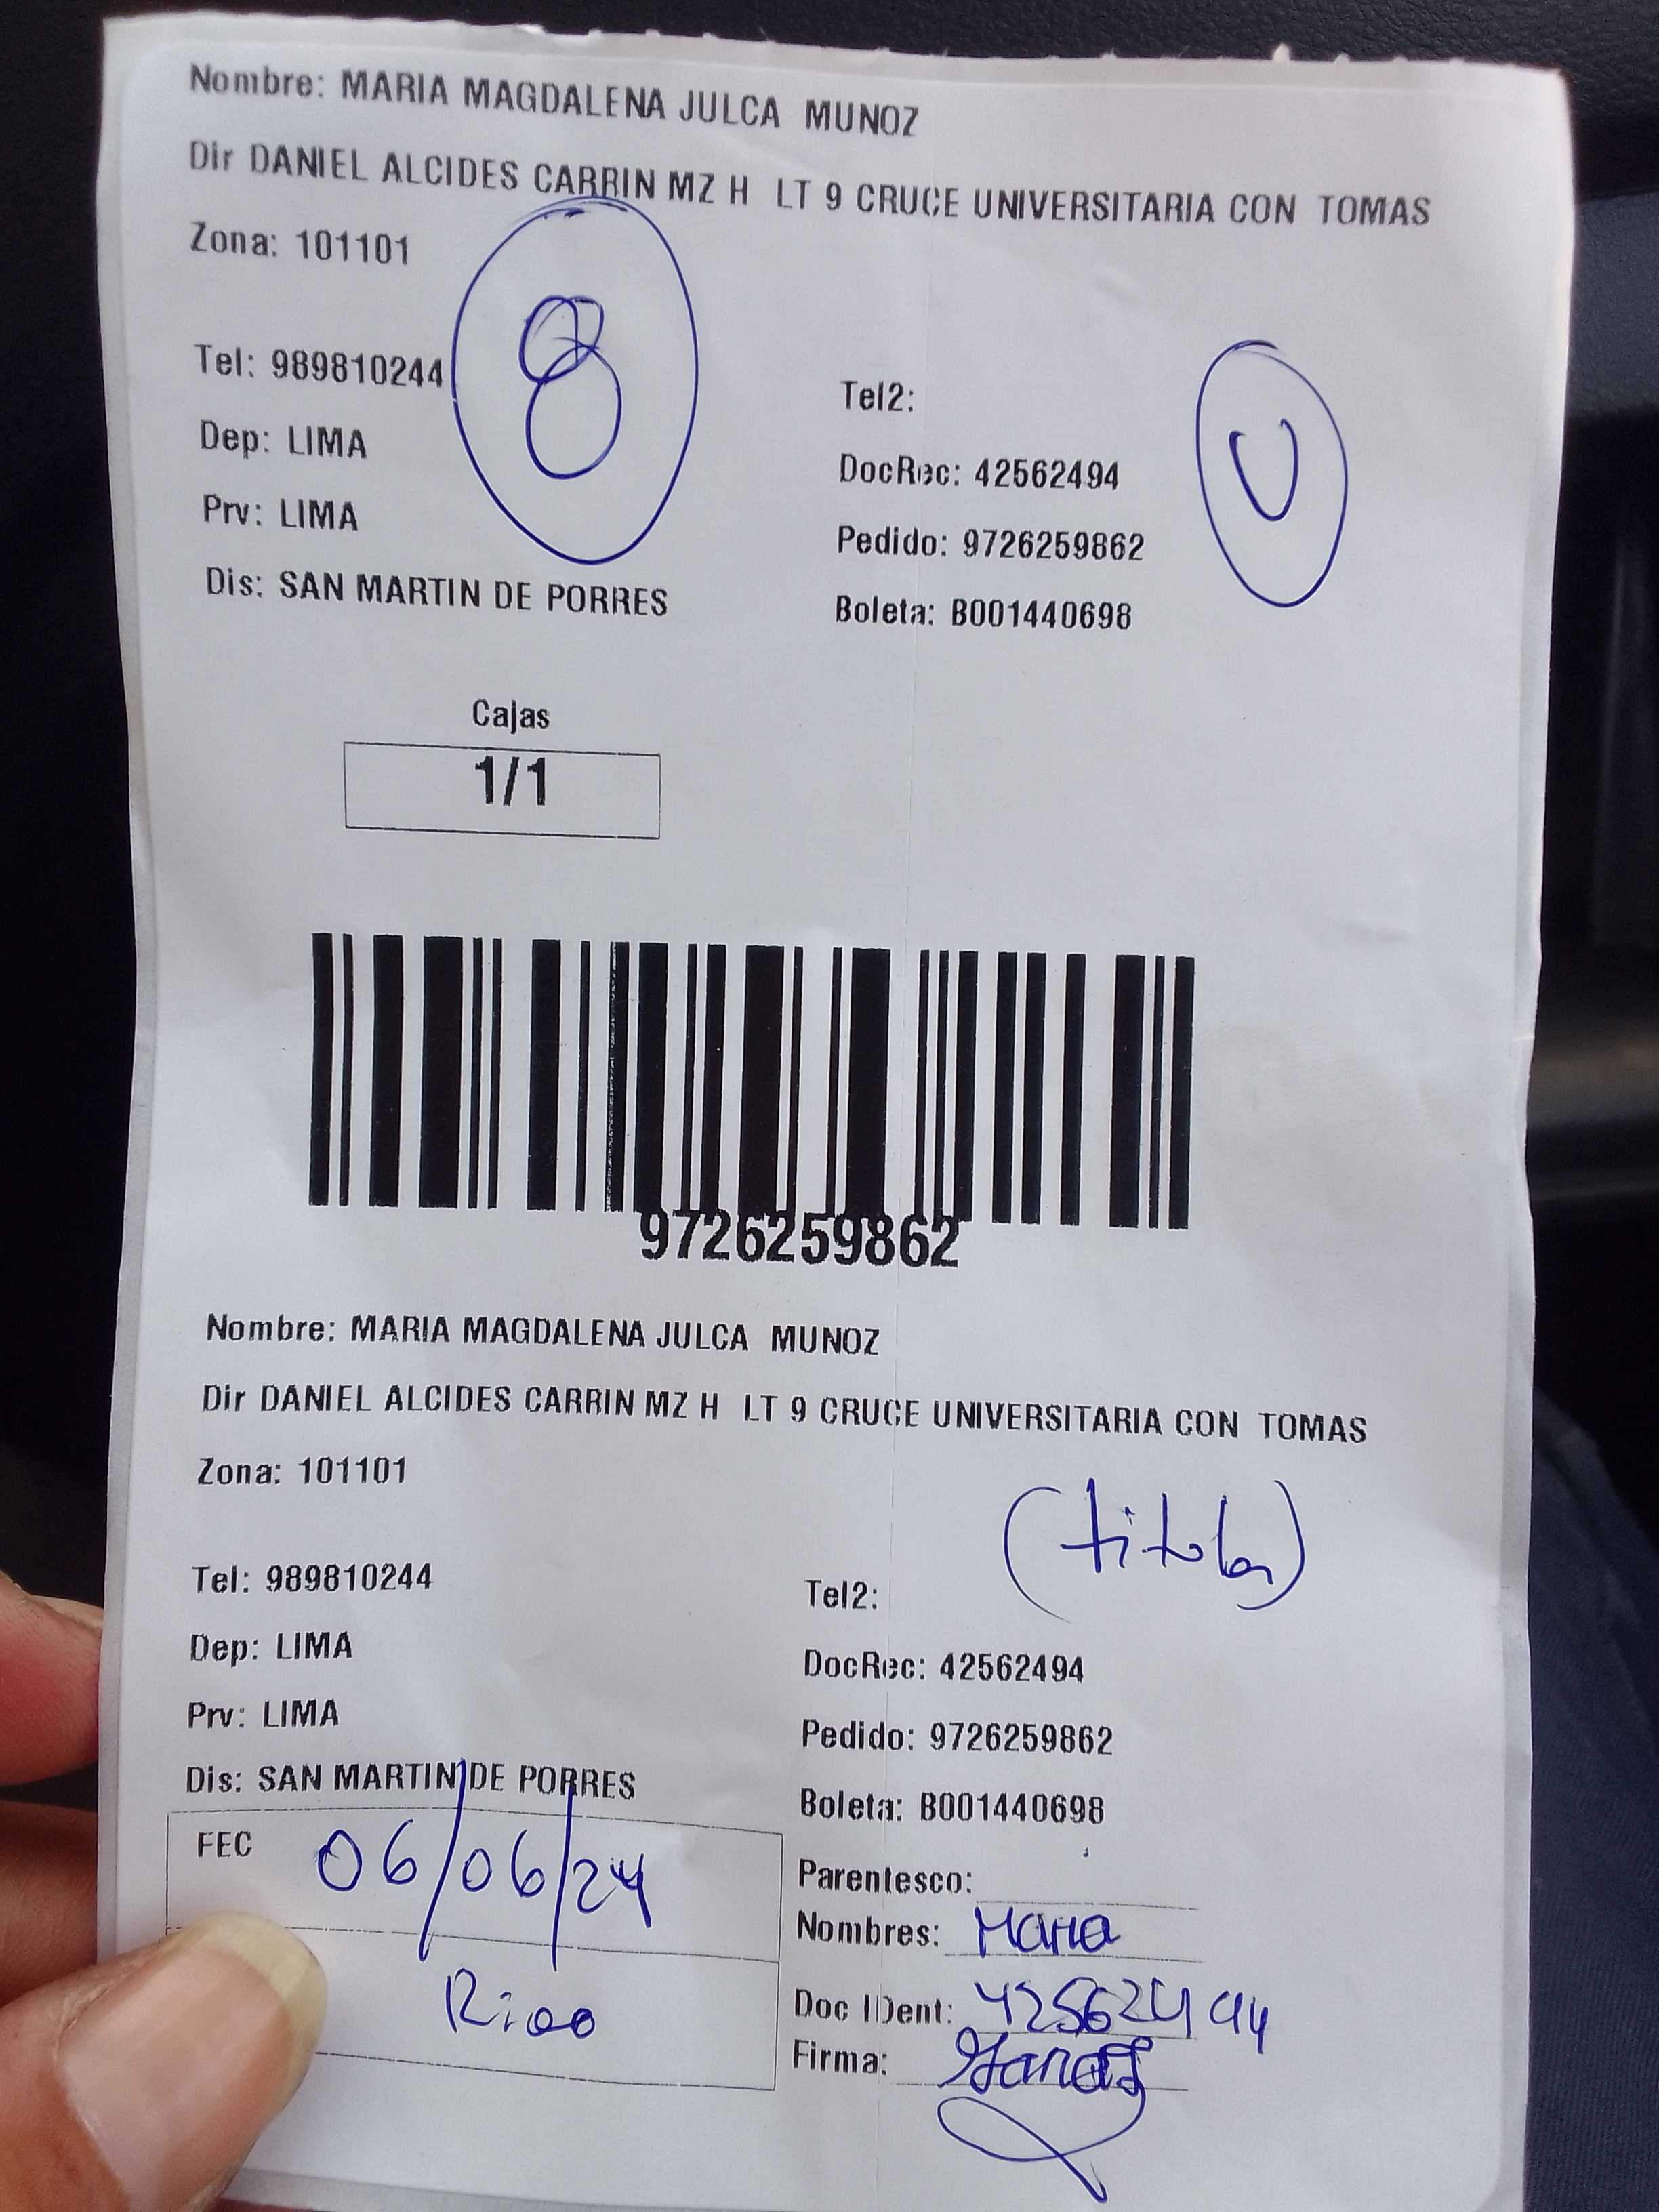 Nombre: MARIA MAGDALENA JULCA MUNOZ
Dir DANIEL ALCIDES CARRIN MZ H LT 9 CRUCE UNIVERSITARIA CON TOMAS
Zona: 101101
8
U
Tel: 989810244
Tel2:
Dep: LIMA
DocRec: 42562494
Prv: LIMA
Pedido: 9726259862
Dis: SAN MARTIN DE PORRES
Boleta: B001440698
Cajas
1/1
9726259862
Nombre: MARIA MAGDALENA JULCA MUNOZ
Dir DANIEL ALCIDES CARRIN MZ H LT 9 CRUCE UNIVERSITARIA CON TOMAS
Zona: 101101
(titular)
Tel: 989810244
Tel2:
Dep: LIMA
DocRec: 42562494
Prv: LIMA
Pedido: 9726259862
Dis: SAN MARTIN DE PORRES
Boleta: B001440698
FEC 06/06/24
Parentesco:
Nombres: Maria
Doc IDent: 42562494
Firma: